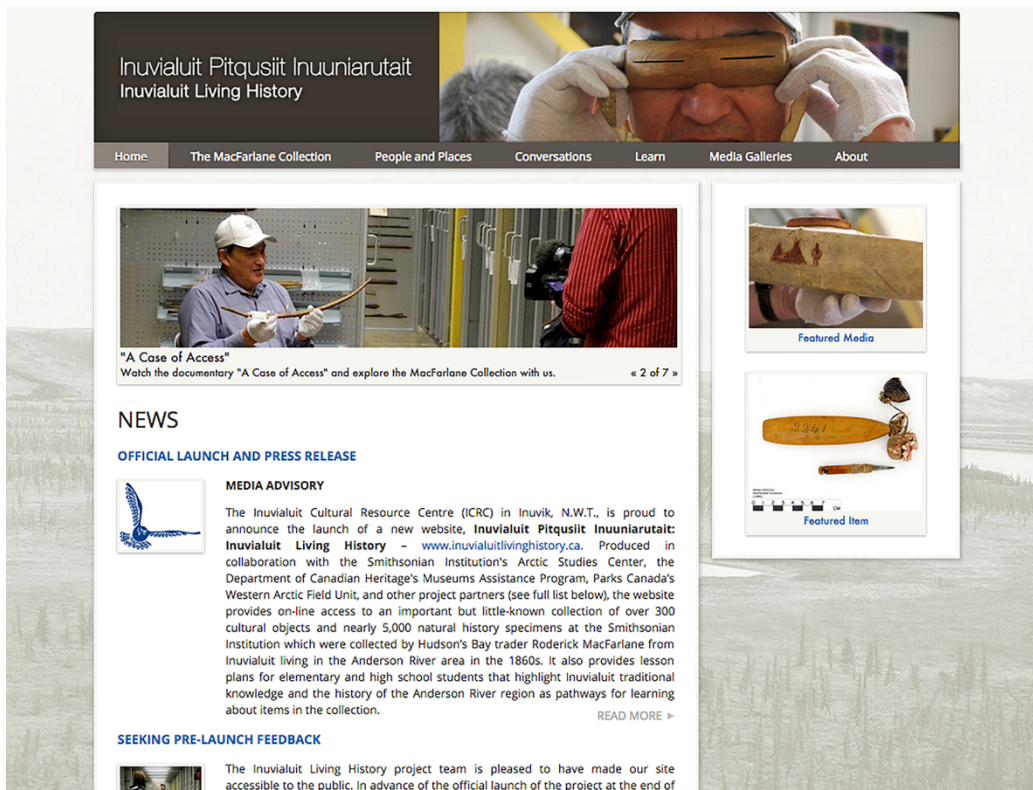 Inuvialuit Pitqusiit Inuuniarutait
Inuvialuit Living History
Home The MacFarlane Collection People and Places Conversations Learn Media Galleries About
"A Case of Access"
Watch the documentary "A Case of Access" and explore the MacFarlane Collection with us. « 2 of 7 »
NEWS
OFFICIAL LAUNCH AND PRESS RELEASE
MEDIA ADVISORY
The Inuvialuit Cultural Resource Centre (ICRC) in Inuvik, N.W.T., is proud to
announce the launch of a new website, Inuvialuit Pitqusiit Inuuniarutait:
Inuvialuit Living History – www.inuvialuitlivinghistory.ca. Produced in
collaboration with the Smithsonian Institution's Arctic Studies Center, the
Department of Canadian Heritage's Museums Assistance Program, Parks Canada's
Western Arctic Field Unit, and other project partners (see full list below), the website
provides on-line access to an important but little-known collection of over 300
cultural objects and nearly 5,000 natural history specimens at the Smithsonian
Institution which were collected by Hudson's Bay trader Roderick MacFarlane from
Inuvialuit living in the Anderson River area in the 1860s. It also provides lesson
plans for elementary and high school students that highlight Inuvialuit traditional
knowledge and the history of the Anderson River region as pathways for learning
about items in the collection.
READ MORE ►
SEEKING PRE-LAUNCH FEEDBACK
The Inuvialuit Living History project team is pleased to have made our site
accessible to the public. In advance of the official launch of the project at the end of
Featured Media
2241
0 1 2 3 4 5 6 7 CM
Featured Item